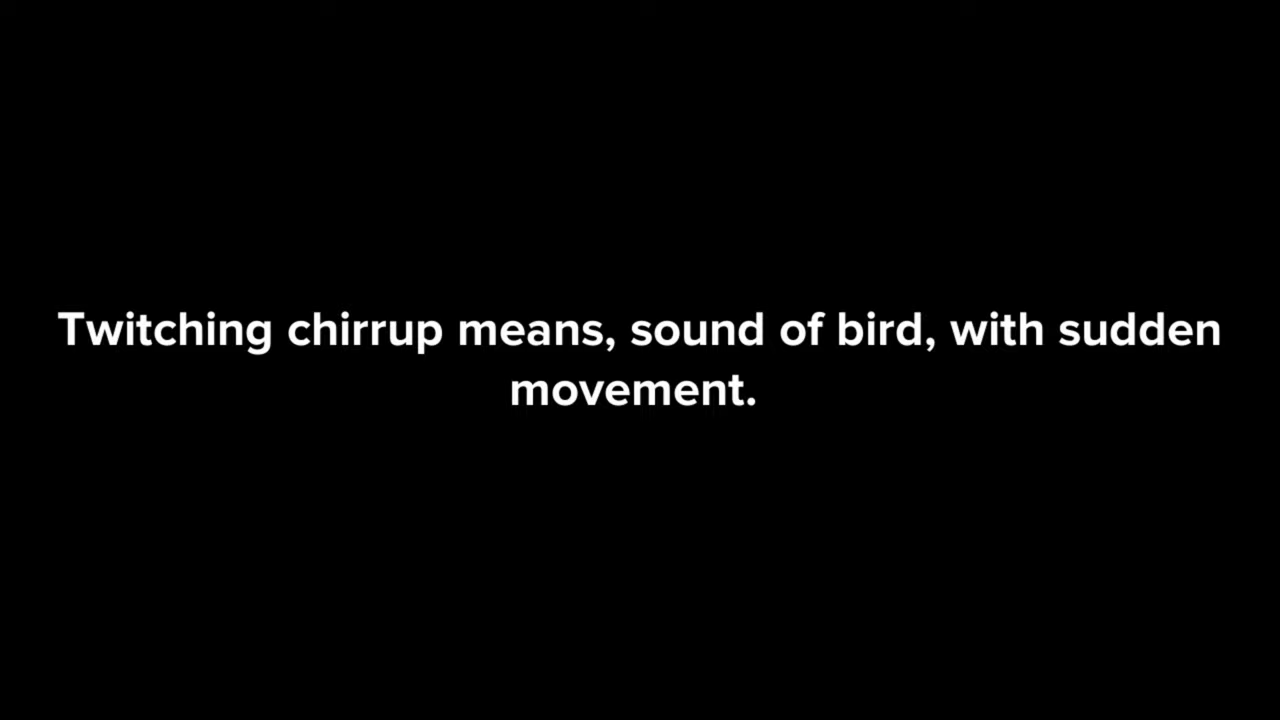 Twitching chirrup means, sound of bird, with sudden
movement.